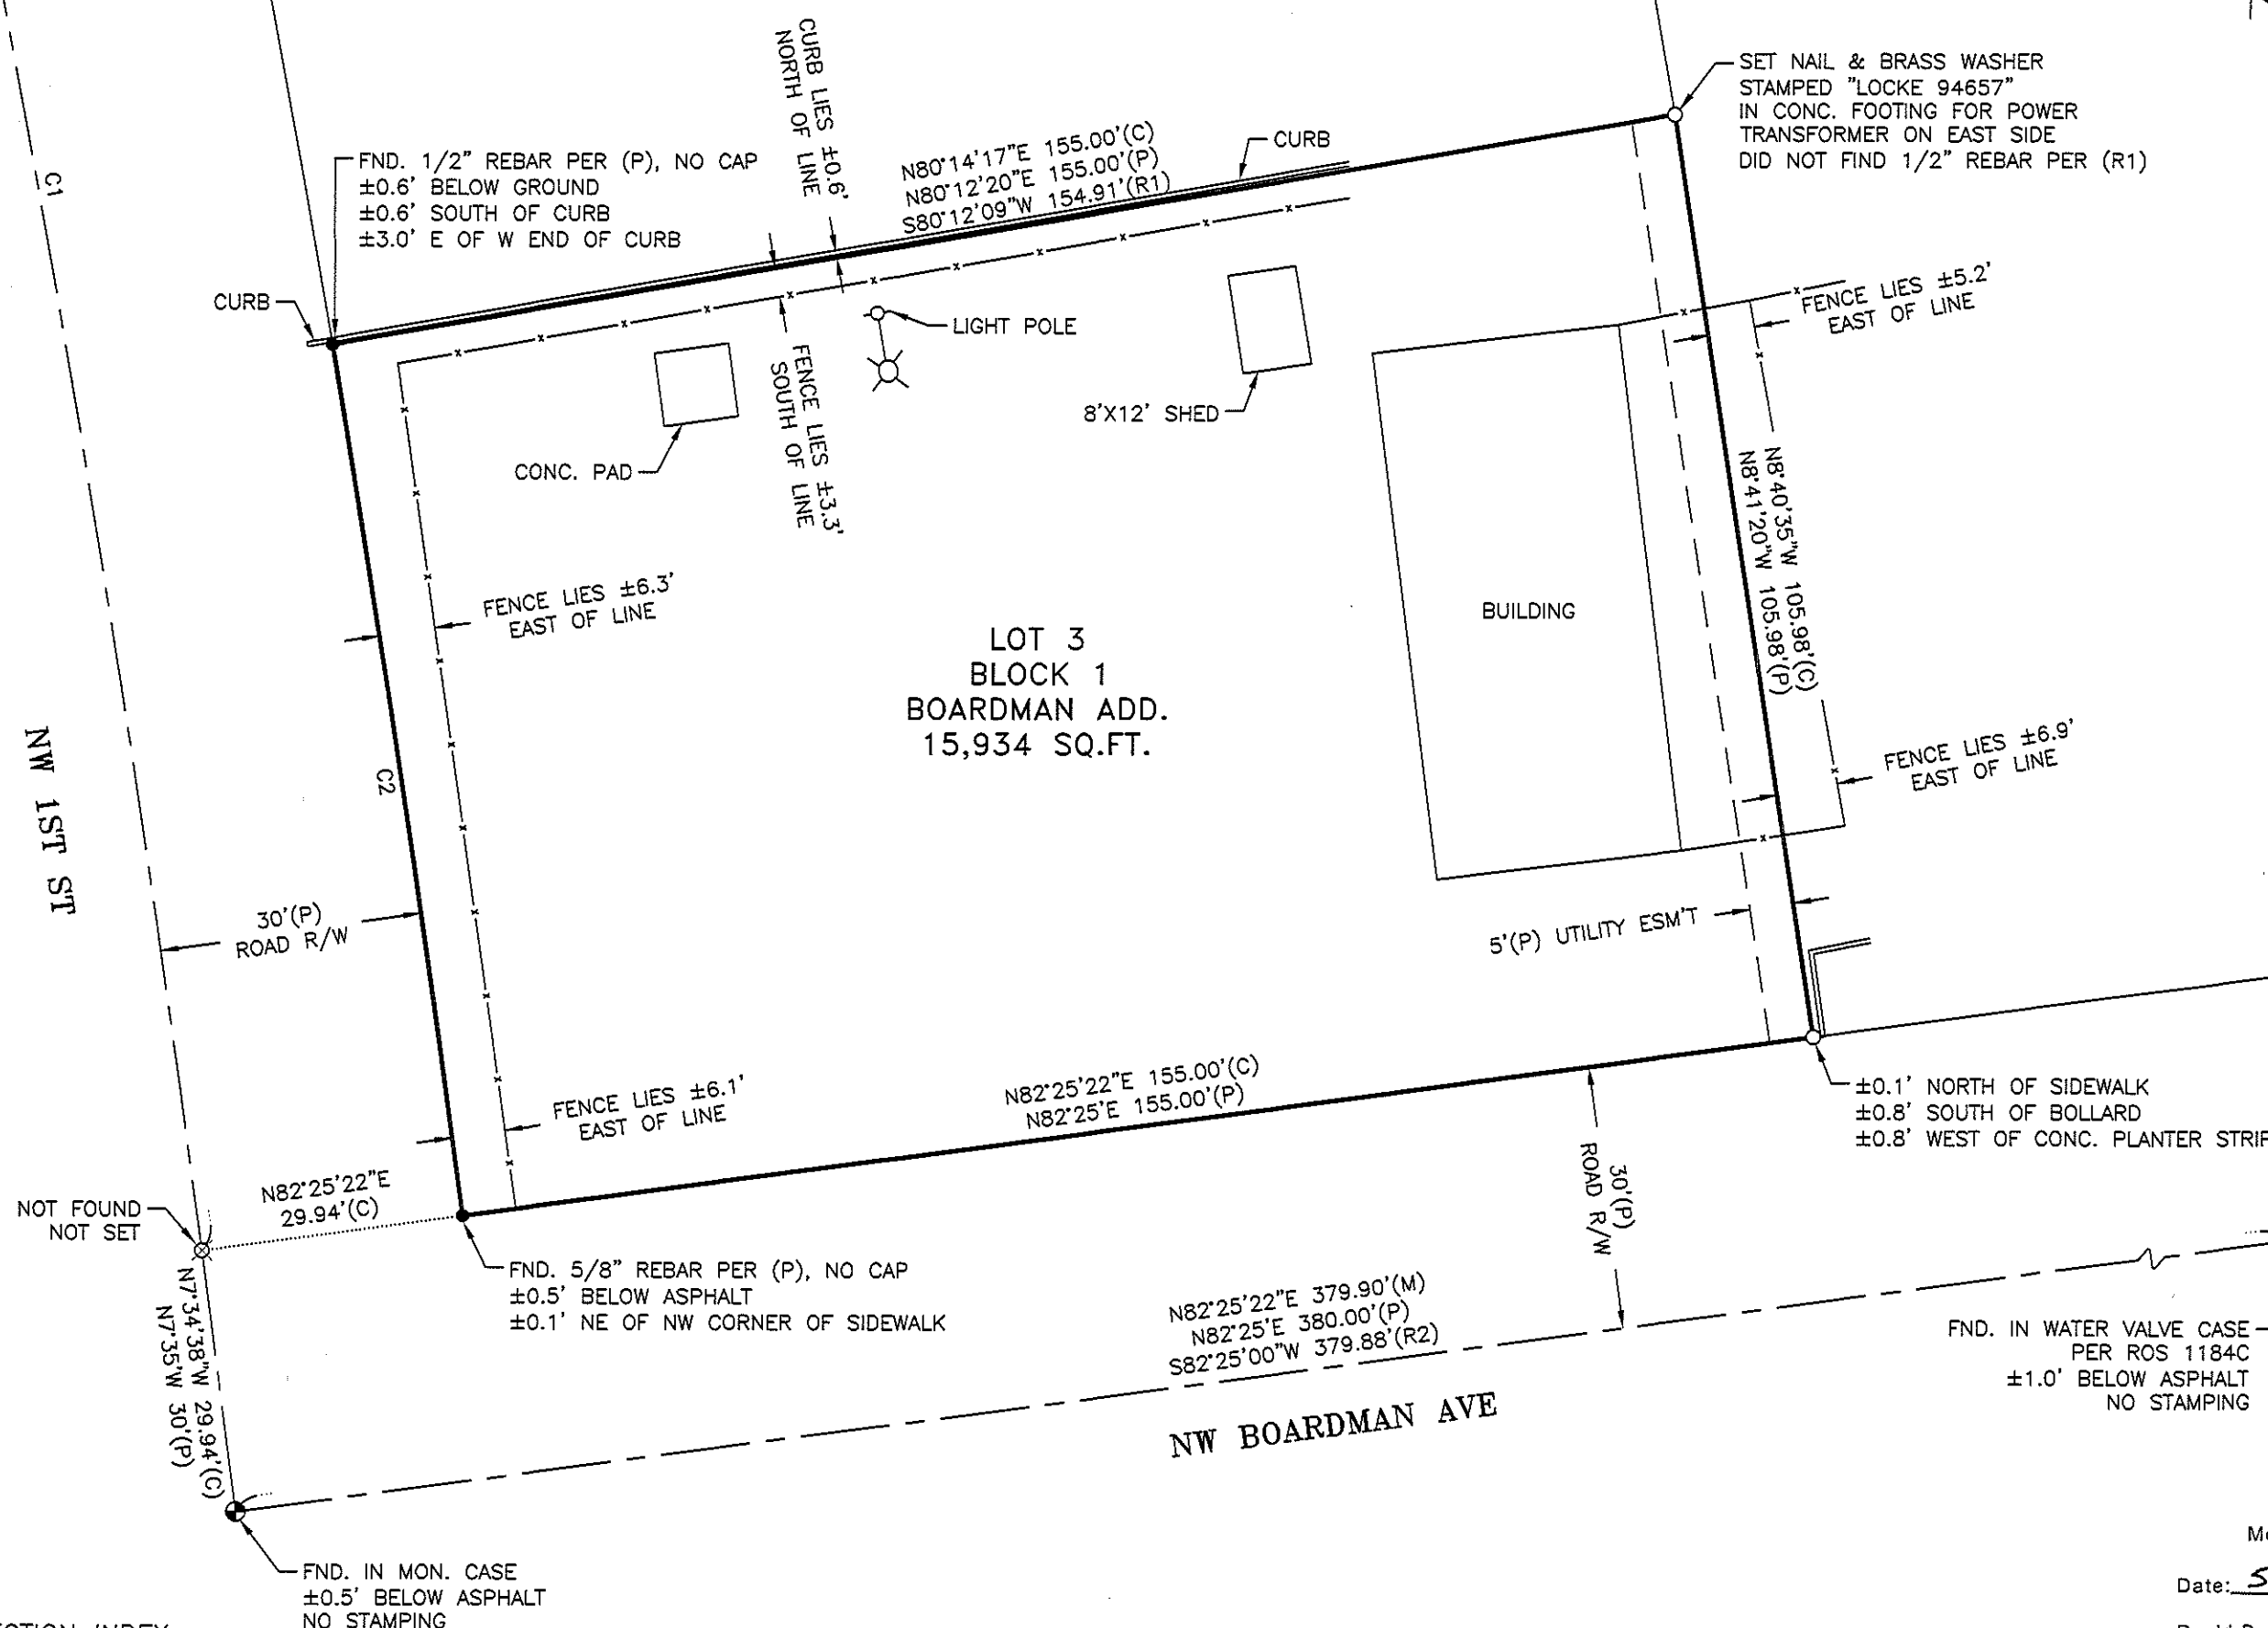 SET NAIL & BRASS WASHER
STAMPED "LOCKE 94657"
IN CONC. FOOTING FOR POWER
TRANSFORMER ON EAST SIDE
DID NOT FIND 1/2" REBAR PER (R1)
CURB LIES ±0.6'
NORTH OF LINE
N80°14'17"E 155.00'(C)
N80°12'20"E 155.00'(P)
S80°12'09"W 154.91'(R1)
CURB
FND. 1/2" REBAR PER (P), NO CAP
±0.6' BELOW GROUND
±0.6' SOUTH OF CURB
±3.0' E OF W END OF CURB
C1
CURB
LIGHT POLE
FENCE LIES ±5.2'
EAST OF LINE
FENCE LIES ±3.3'
SOUTH OF LINE
8'X12' SHED
CONC. PAD
N8°40'35"W 105.98'(C)
N8°41'20"W 105.98'(P)
FENCE LIES ±6.3'
EAST OF LINE
BUILDING
LOT 3
BLOCK 1
BOARDMAN ADD.
15,934 SQ.FT.
C2
NW 1ST ST
FENCE LIES ±6.9'
EAST OF LINE
30'(P)
ROAD R/W
5'(P) UTILITY ESM'T
N82°25'22"E 155.00'(C)
N82°25'E 155.00'(P)
FENCE LIES ±6.1'
EAST OF LINE
±0.1' NORTH OF SIDEWALK
±0.8' SOUTH OF BOLLARD
±0.8' WEST OF CONC. PLANTER STRIP
30'(P)
ROAD R/W
N82°25'22"E
29.94'(C)
NOT FOUND
NOT SET
FND. 5/8" REBAR PER (P), NO CAP
±0.5' BELOW ASPHALT
±0.1' NE OF NW CORNER OF SIDEWALK
N7°34'38"W 29.94'(C)
N7°35'W 30'(P)
N82°25'22"E 379.90'(M)
N82°25'E 380.00'(P)
S82°25'00"W 379.88'(R2)
NW BOARDMAN AVE
FND. IN WATER VALVE CASE
PER ROS 1184C
±1.0' BELOW ASPHALT
NO STAMPING
FND. IN MON. CASE
±0.5' BELOW ASPHALT
NO STAMPING
Date: 5
INDEX